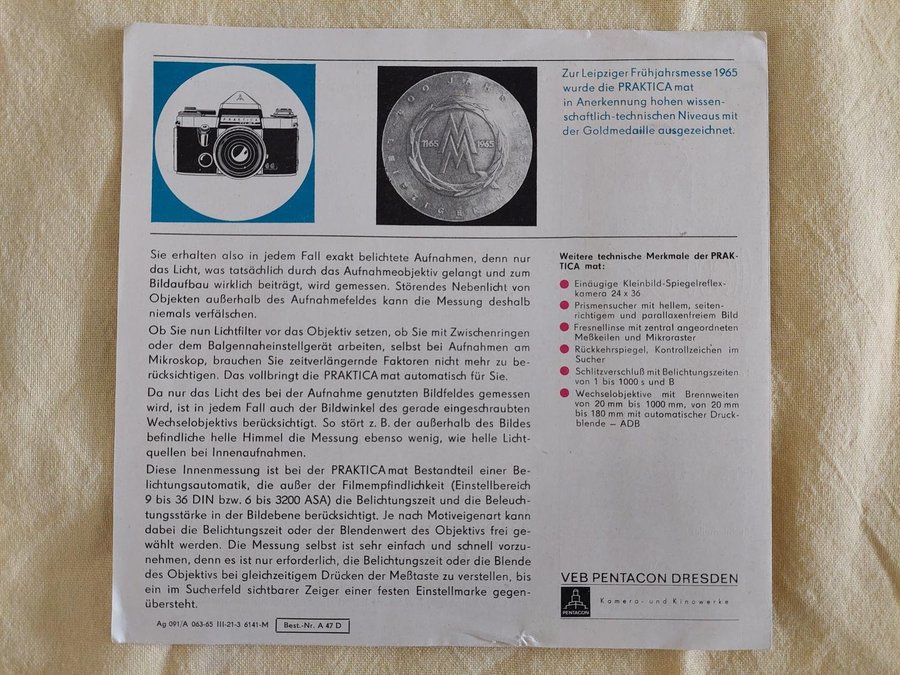 Zur Leipziger Frühjahrsmesse 1965
wurde die PRAKTICA mat
in Anerkennung hohen wissen-
schaftlich-technischen Niveaus mit
der Goldmedaille ausgezeichnet.
MM
1165 1965
Sie erhalten also in jedem Fall exakt belichtete Aufnahmen, denn nur
das Licht, was tatsächlich durch das Aufnahmeobjektiv gelangt und zum
Bildaufbau wirklich beiträgt, wird gemessen. Störendes Nebenlicht von
Objekten außerhalb des Aufnahmefeldes kann die Messung deshalb
niemals verfälschen.
Ob Sie nun Lichtfilter vor das Objektiv setzen, ob Sie mit Zwischenringen
oder dem Balgennaheinstellgerät arbeiten, selbst bei Aufnahmen am
Mikroskop, brauchen Sie zeitverlängernde Faktoren nicht mehr zu be-
rücksichtigen. Das vollbringt die PRAKTICA mat automatisch für Sie.
Da nur das Licht des bei der Aufnahme genutzten Bildfeldes gemessen
wird, ist in jedem Fall auch der Bildwinkel des gerade eingeschraubten
Wechselobjektivs berücksichtigt. So stört z. B. der außerhalb des Bildes
befindliche helle Himmel die Messung ebenso wenig, wie helle Licht-
quellen bei Innenaufnahmen.
Diese Innenmessung ist bei der PRAKTICA mat Bestandteil einer Be-
lichtungsautomatik, die außer der Filmempfindlichkeit (Einstellbereich
9 bis 36 DIN bzw. 6 bis 3200 ASA) die Belichtungszeit und die Beleuch-
tungsstärke in der Bildebene berücksichtigt. Je nach Motiveigenart kann
dabei die Belichtungszeit oder der Blendenwert des Objektivs frei ge-
wählt werden. Die Messung selbst ist sehr einfach und schnell vorzu-
nehmen, denn es ist nur erforderlich, die Belichtungszeit oder die Blende
des Objektivs bei gleichzeitigem Drücken der Meßtaste zu verstellen, bis
ein im Sucherfeld sichtbarer Zeiger einer festen Einstellmarke gegen-
übersteht.
Ag 091/A 063-65 III-21-3 6141-M Best.-Nr. A 47 D
Weitere technische Merkmale der PRAK-
TICA mat:
Einäugige Kleinbild-Spiegelreflex-
kamera 24 x 36
Prismensucher mit hellem, seiten-
richtigem und parallaxenfreiem Bild
Fresnellinse mit zentral angeordneten
Meßkeilen und Mikroraster
Rückkehrspiegel, Kontrollzeichen im
Sucher
Schlitzverschluß mit Belichtungszeiten
von 1 bis 1000 s und B
Wechselobjektive mit Brennweiten
von 20 mm bis 1000 mm, von 20 mm
bis 180 mm mit automatischer Druck-
blende – ADB
VEB PENTACON DRESDEN
PENTACON
Kamera- und Kinowerke